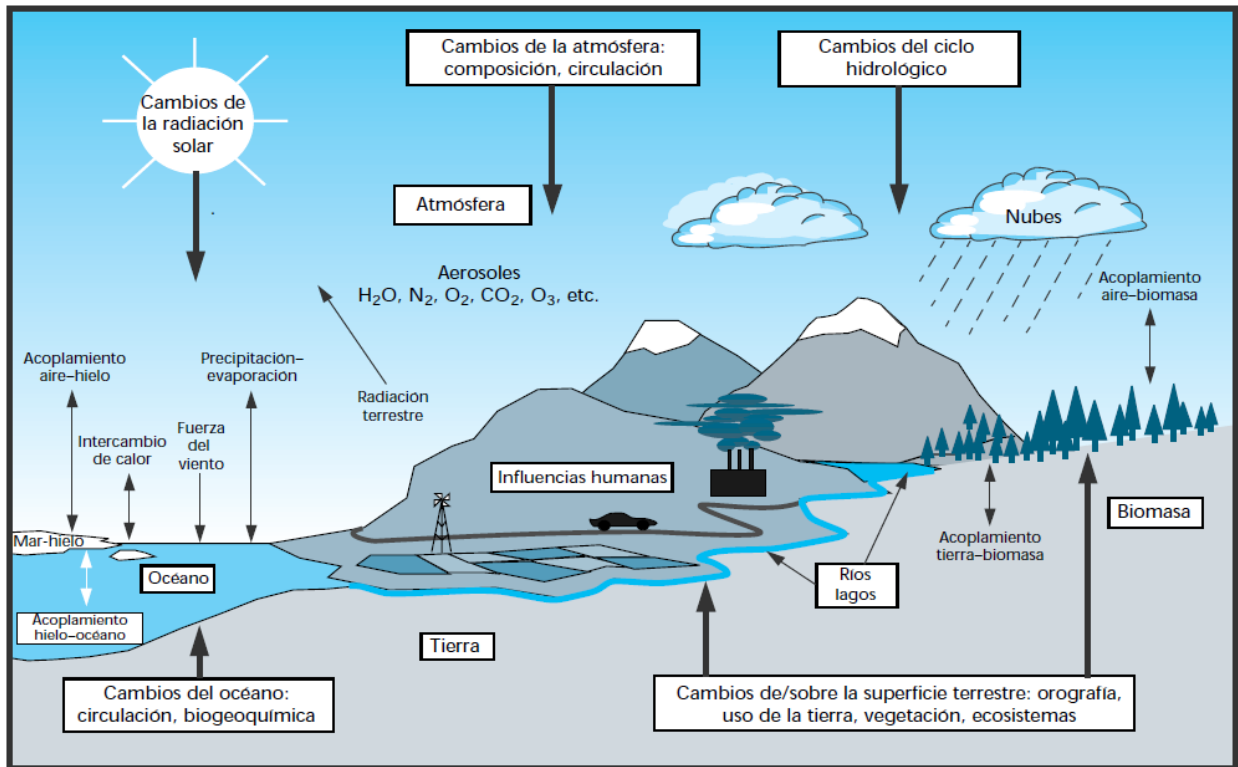 Cambios de la atmósfera:
composición, circulación
Cambios del ciclo
hidrológico
Cambios de
la radiación
solar
Atmósfera
Nubes
Aerosoles
H₂O, N₂, O₂, CO₂, O₃, etc.
Acoplamiento
aire–biomasa
Acoplamiento
aire–hielo
Precipitación–
evaporación
Radiación
terrestre
Intercambio
de calor
Fuerza
del
viento
Influencias humanas
Mar-hielo
Océano
Acoplamiento
hielo–océano
Biomasa
Acoplamiento
tierra–biomasa
Ríos
lagos
Tierra
Cambios del océano:
circulación, biogeoquímica
Cambios de/sobre la superficie terrestre: orografía,
uso de la tierra, vegetación, ecosistemas